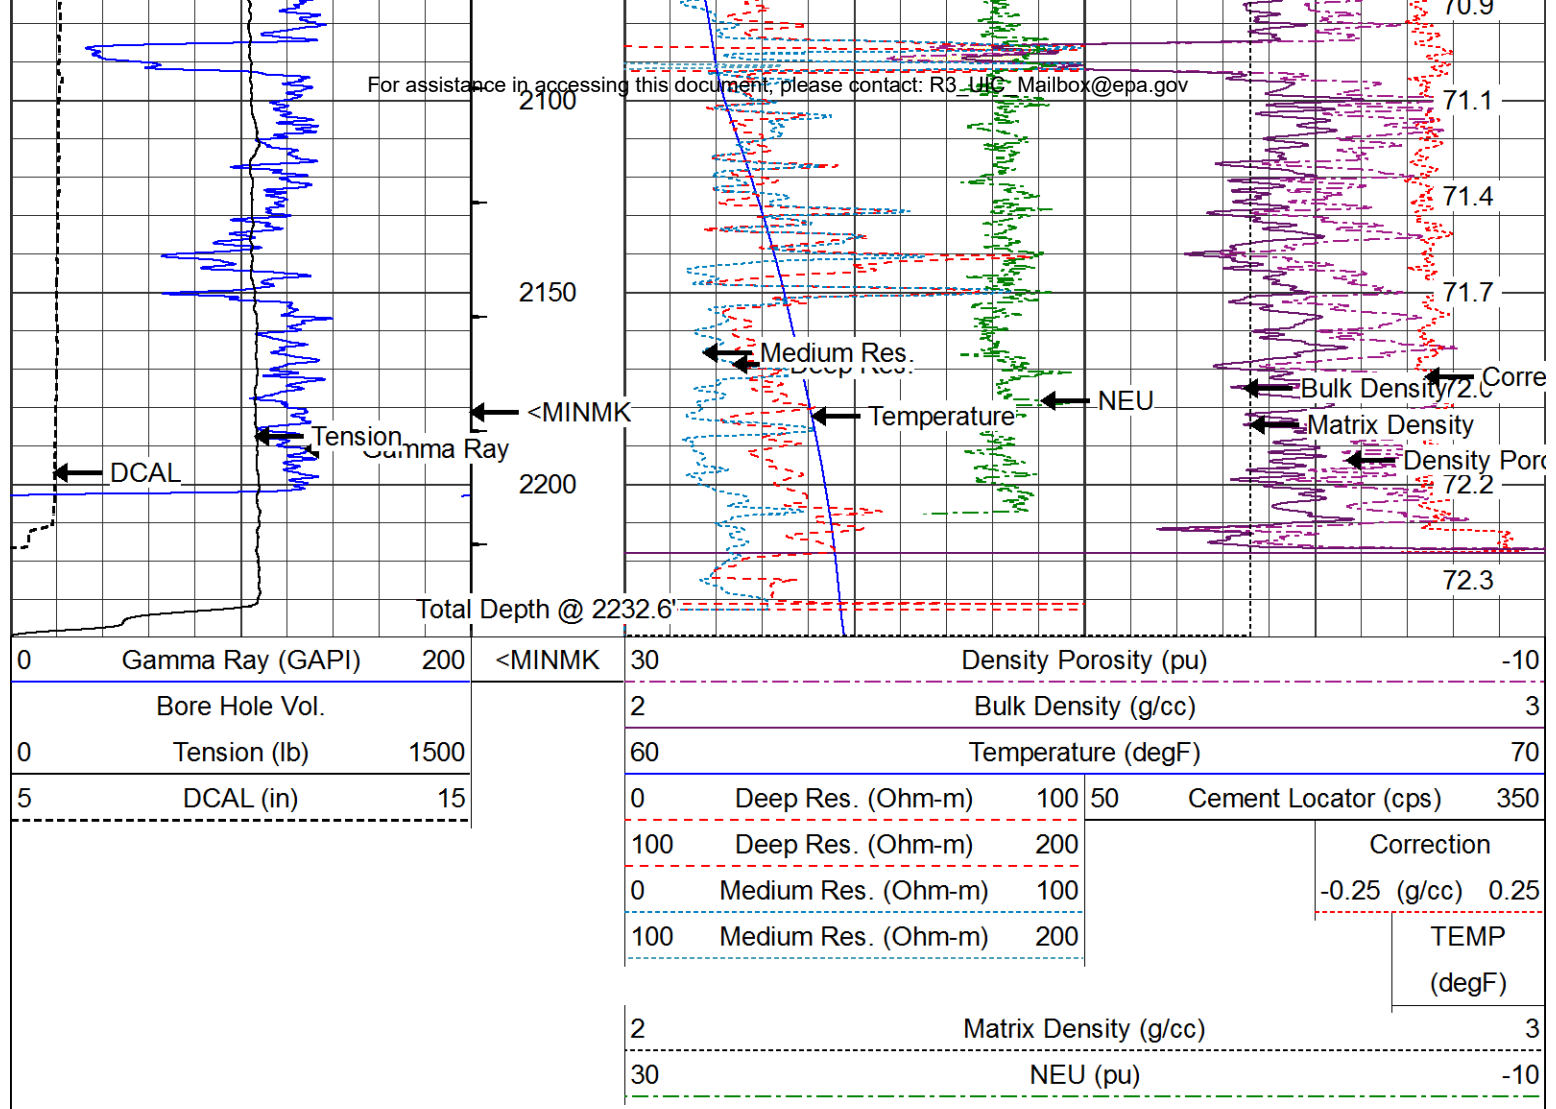 70.9
For assistance in accessing this document, please contact: R3_UIC_Mailbox@epa.gov
2100 71.1
71.4
2150 71.7
Medium Res.
Deep Res.
Corre
Bulk Density
NEU
<MINMK
Temperature
Matrix Density
Tension
Gamma Ray
Density Poro
DCAL
2200 72.2
72.3
Total Depth @ 2232.6'
0 Gamma Ray (GAPI) 200 <MINMK 30 Density Porosity (pu) -10
Bore Hole Vol. 2 Bulk Density (g/cc) 3
0 Tension (lb) 1500 60 Temperature (degF) 70
5 DCAL (in) 15 0 Deep Res. (Ohm-m) 100 50 Cement Locator (cps) 350
100 Deep Res. (Ohm-m) 200 Correction
0 Medium Res. (Ohm-m) 100 -0.25 (g/cc) 0.25
100 Medium Res. (Ohm-m) 200 TEMP
(degF)
2 Matrix Density (g/cc) 3
30 NEU (pu) -10